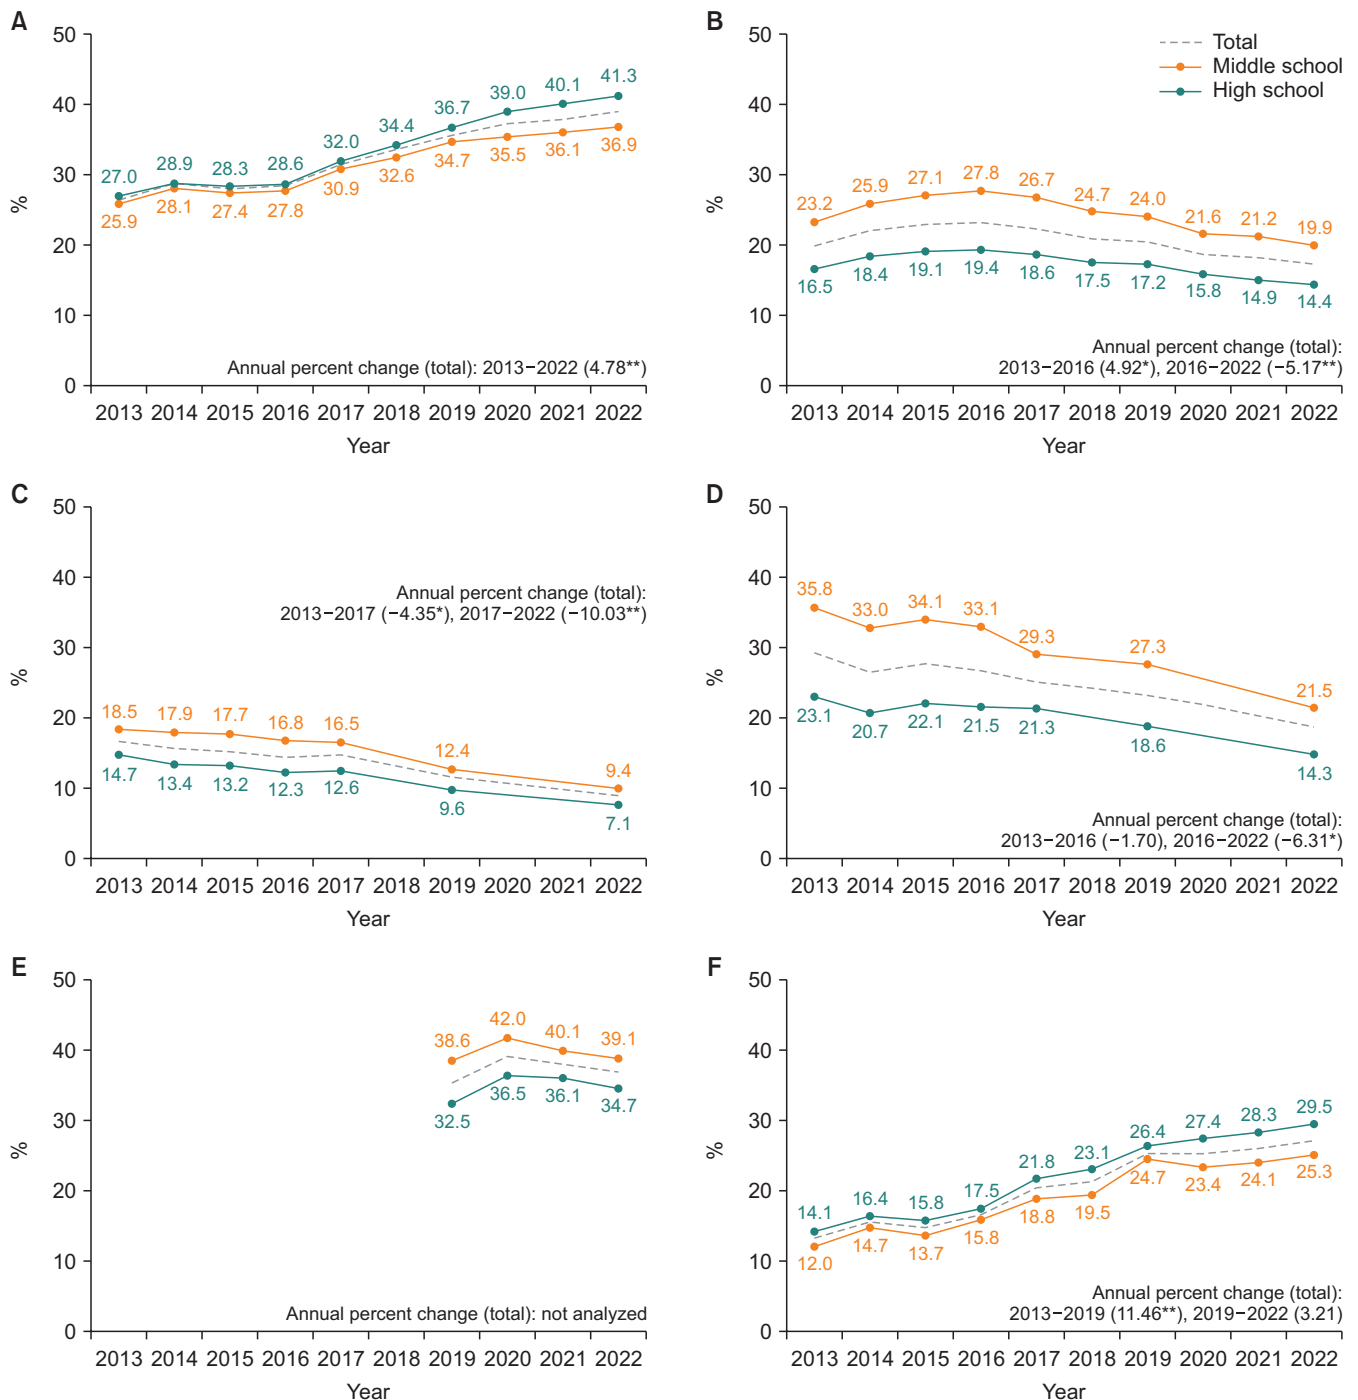 A
50
40
30
20
10
0
%
27.0 28.9 28.3 28.6 32.0 34.4 36.7 39.0 40.1 41.3
25.9 28.1 27.4 27.8 30.9 32.6 34.7 35.5 36.1 36.9
Annual percent change (total): 2013−2022 (4.78**)
2013 2014 2015 2016 2017 2018 2019 2020 2021 2022
Year
B
Total
Middle school
High school
50
40
30
20
10
0
%
23.2 25.9 27.1 27.8 26.7 24.7 24.0 21.6 21.2 19.9
16.5 18.4 19.1 19.4 18.6 17.5 17.2 15.8 14.9 14.4
Annual percent change (total):
2013−2016 (4.92*), 2016−2022 (−5.17**)
2013 2014 2015 2016 2017 2018 2019 2020 2021 2022
Year
C
50
40
30
20
10
0
%
Annual percent change (total):
2013−2017 (−4.35*), 2017−2022 (−10.03**)
18.5 17.9 17.7 16.8 16.5 12.4 9.4
14.7 13.4 13.2 12.3 12.6 9.6 7.1
2013 2014 2015 2016 2017 2018 2019 2020 2021 2022
Year
D
50
40
30
20
10
0
%
35.8 33.0 34.1 33.1 29.3 27.3 21.5
23.1 20.7 22.1 21.5 21.3 18.6 14.3
Annual percent change (total):
2013−2016 (−1.70), 2016−2022 (−6.31*)
2013 2014 2015 2016 2017 2018 2019 2020 2021 2022
Year
E
50
40
30
20
10
0
%
38.6 42.0 40.1 39.1
32.5 36.5 36.1 34.7
Annual percent change (total): not analyzed
2013 2014 2015 2016 2017 2018 2019 2020 2021 2022
Year
F
50
40
30
20
10
0
%
14.1 16.4 15.8 17.5 21.8 23.1 26.4 27.4 28.3 29.5
12.0 14.7 13.7 15.8 18.8 19.5 24.7 23.4 24.1 25.3
Annual percent change (total):
2013−2019 (11.46**), 2019−2022 (3.21)
2013 2014 2015 2016 2017 2018 2019 2020 2021 2022
Year